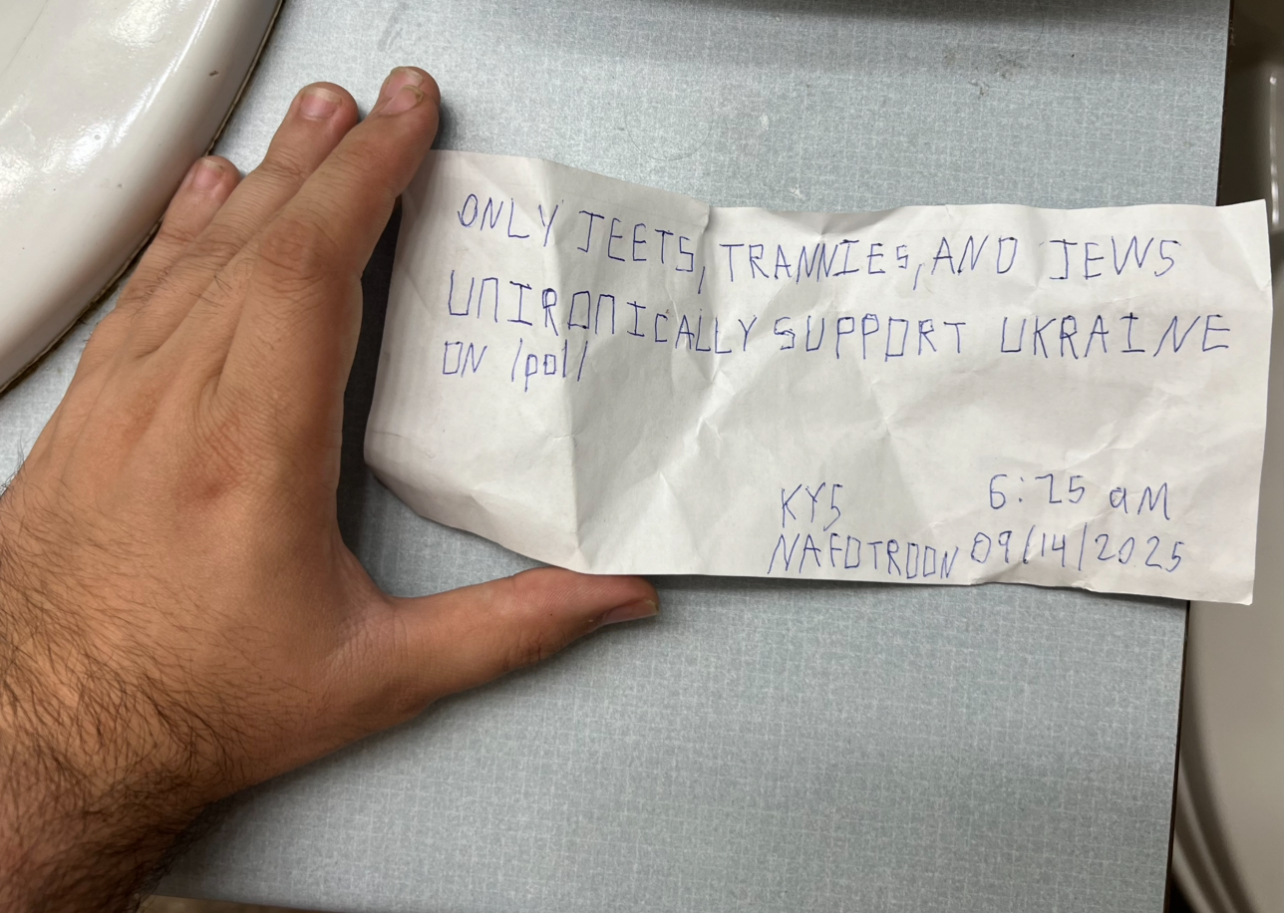 ONLY JEETS, TRANNIES, AND JEWS
UNIRONICALLY SUPPORT UKRAINE
ON /pol/
KYS 6:25 aM
NAFOTROON 09/14/2025